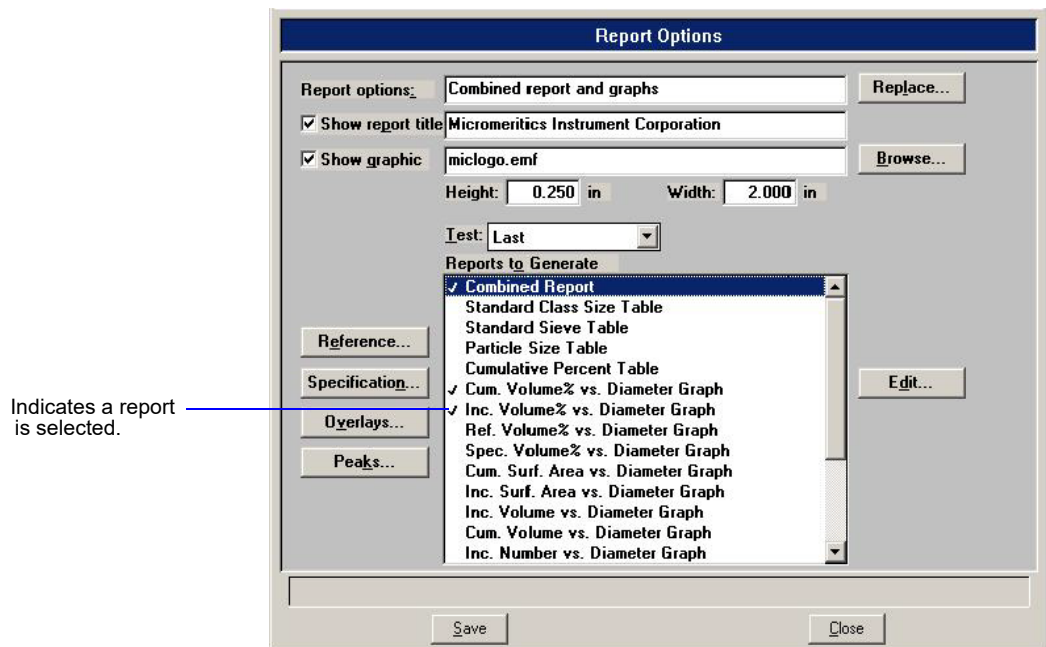 Report Options
Report options: Combined report and graphs Replace...
Show report title Micromeritics Instrument Corporation
Show graphic miclogo.emf Browse...
Height: 0.250 in Width: 2.000 in
Test: Last
Reports to Generate
✓ Combined Report
Standard Class Size Table
Standard Sieve Table
Particle Size Table
Cumulative Percent Table
✓ Cum. Volume% vs. Diameter Graph
✓ Inc. Volume% vs. Diameter Graph
Ref. Volume% vs. Diameter Graph
Spec. Volume% vs. Diameter Graph
Cum. Surf. Area vs. Diameter Graph
Inc. Surf. Area vs. Diameter Graph
Inc. Volume vs. Diameter Graph
Cum. Volume vs. Diameter Graph
Inc. Number vs. Diameter Graph
Reference...
Specification...
Overlays...
Peaks...
Edit...
Indicates a report
is selected.
Save Close